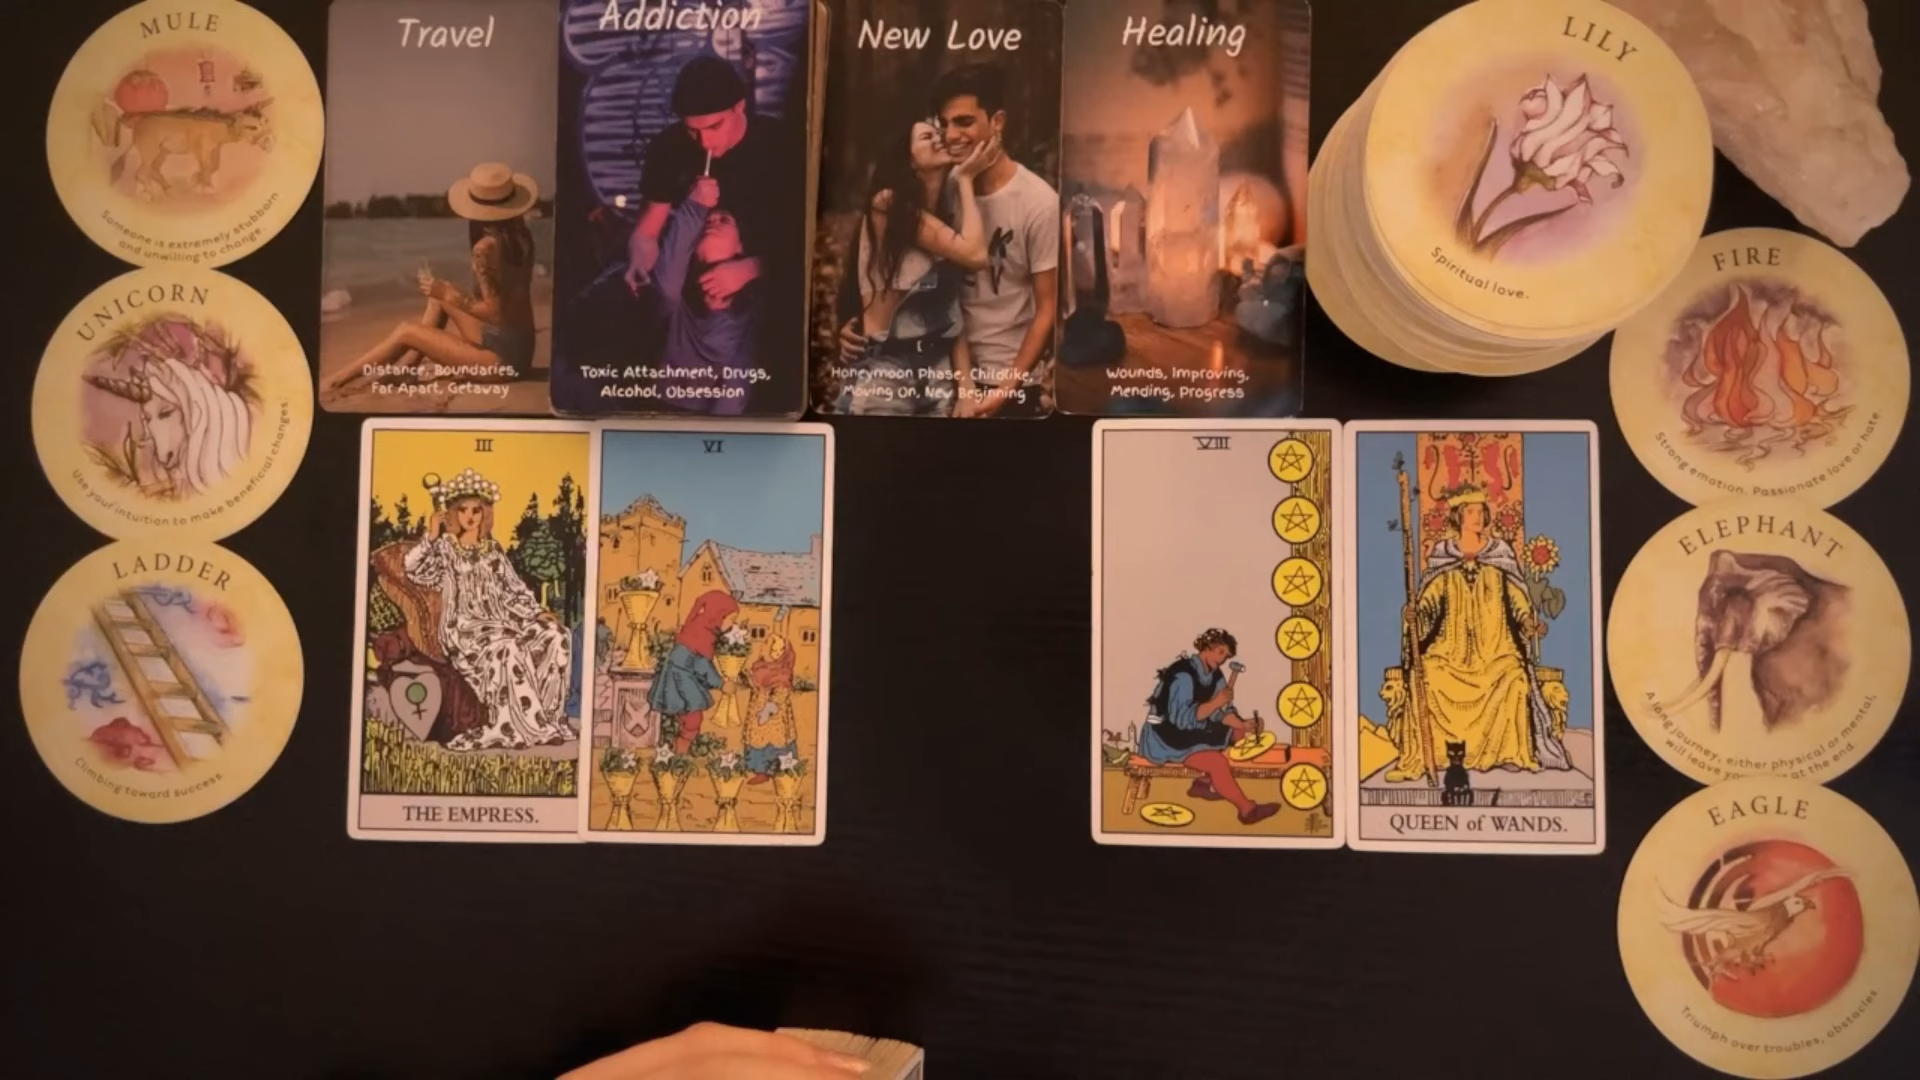 MULE
Someone is extremely stubborn
and unwilling to change.
UNICORN
Use your intuition to make beneficial changes.
LADDER
Climbing toward success.
Travel
Distance, Boundaries,
Far Apart, Getaway
Addiction
Toxic Attachment, Drugs,
Alcohol, Obsession
New Love
Honeymoon Phase, Childlike,
Moving On, New Beginning
Healing
Wounds, Improving,
Mending, Progress
LILY
Spiritual love.
FIRE
Strong emotion. Passionate love or hate.
ELEPHANT
A long journey, either physical or mental,
will leave at the end.
EAGLE
Triumph over troubles, obstacles.
III
THE EMPRESS.
VI
VIII
QUEEN of WANDS.